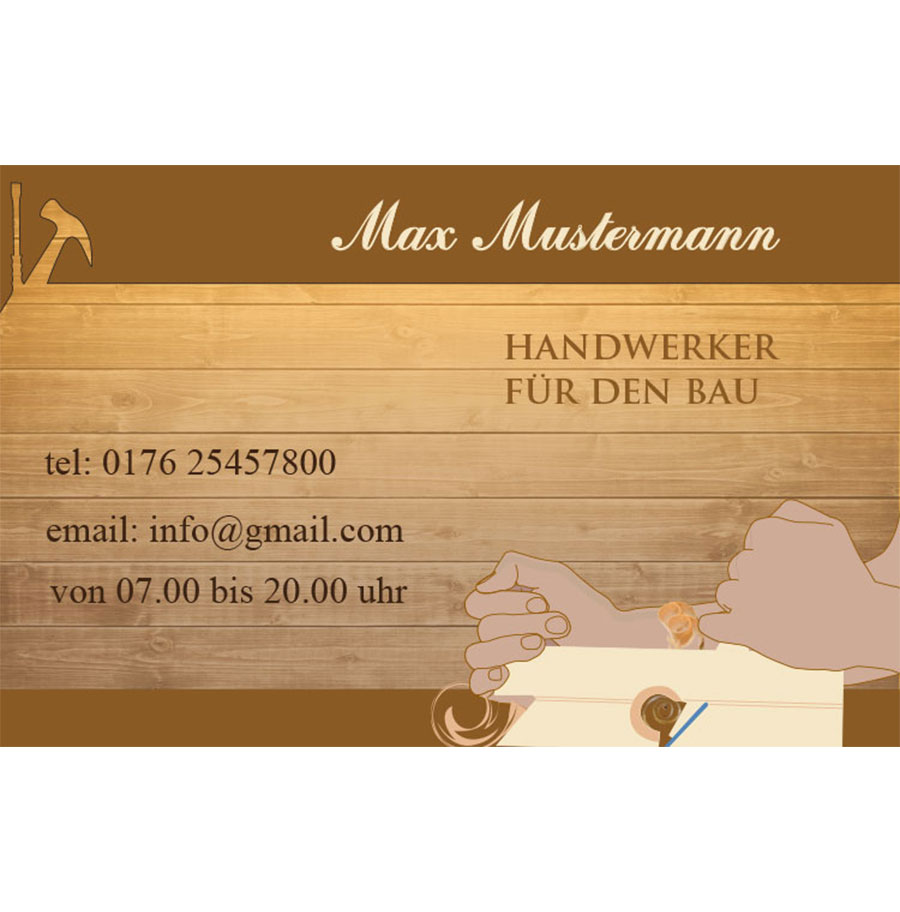 Max Mustermann
HANDWERKER
FÜR DEN BAU
tel: 0176 25457800
email: info@gmail.com
von 07.00 bis 20.00 uhr